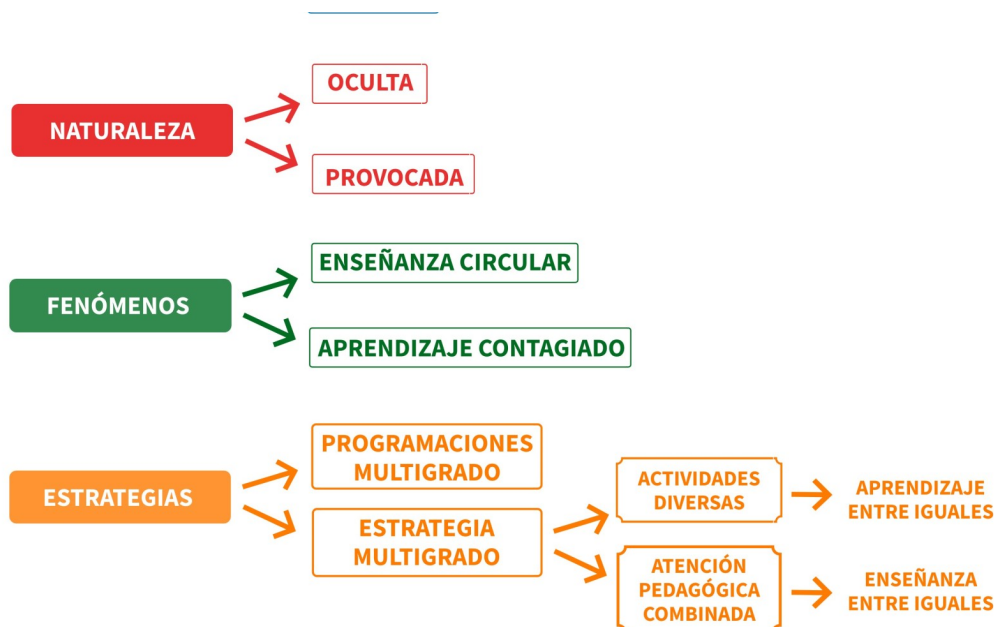 OCULTA
NATURALEZA
PROVOCADA
ENSEÑANZA CIRCULAR
FENÓMENOS
APRENDIZAJE CONTAGIADO
PROGRAMACIONES
MULTIGRADO
ESTRATEGIAS
ESTRATEGIA
MULTIGRADO
ACTIVIDADES
DIVERSAS
APRENDIZAJE
ENTRE IGUALES
ATENCIÓN
PEDAGÓGICA
COMBINADA
ENSEÑANZA
ENTRE IGUALES